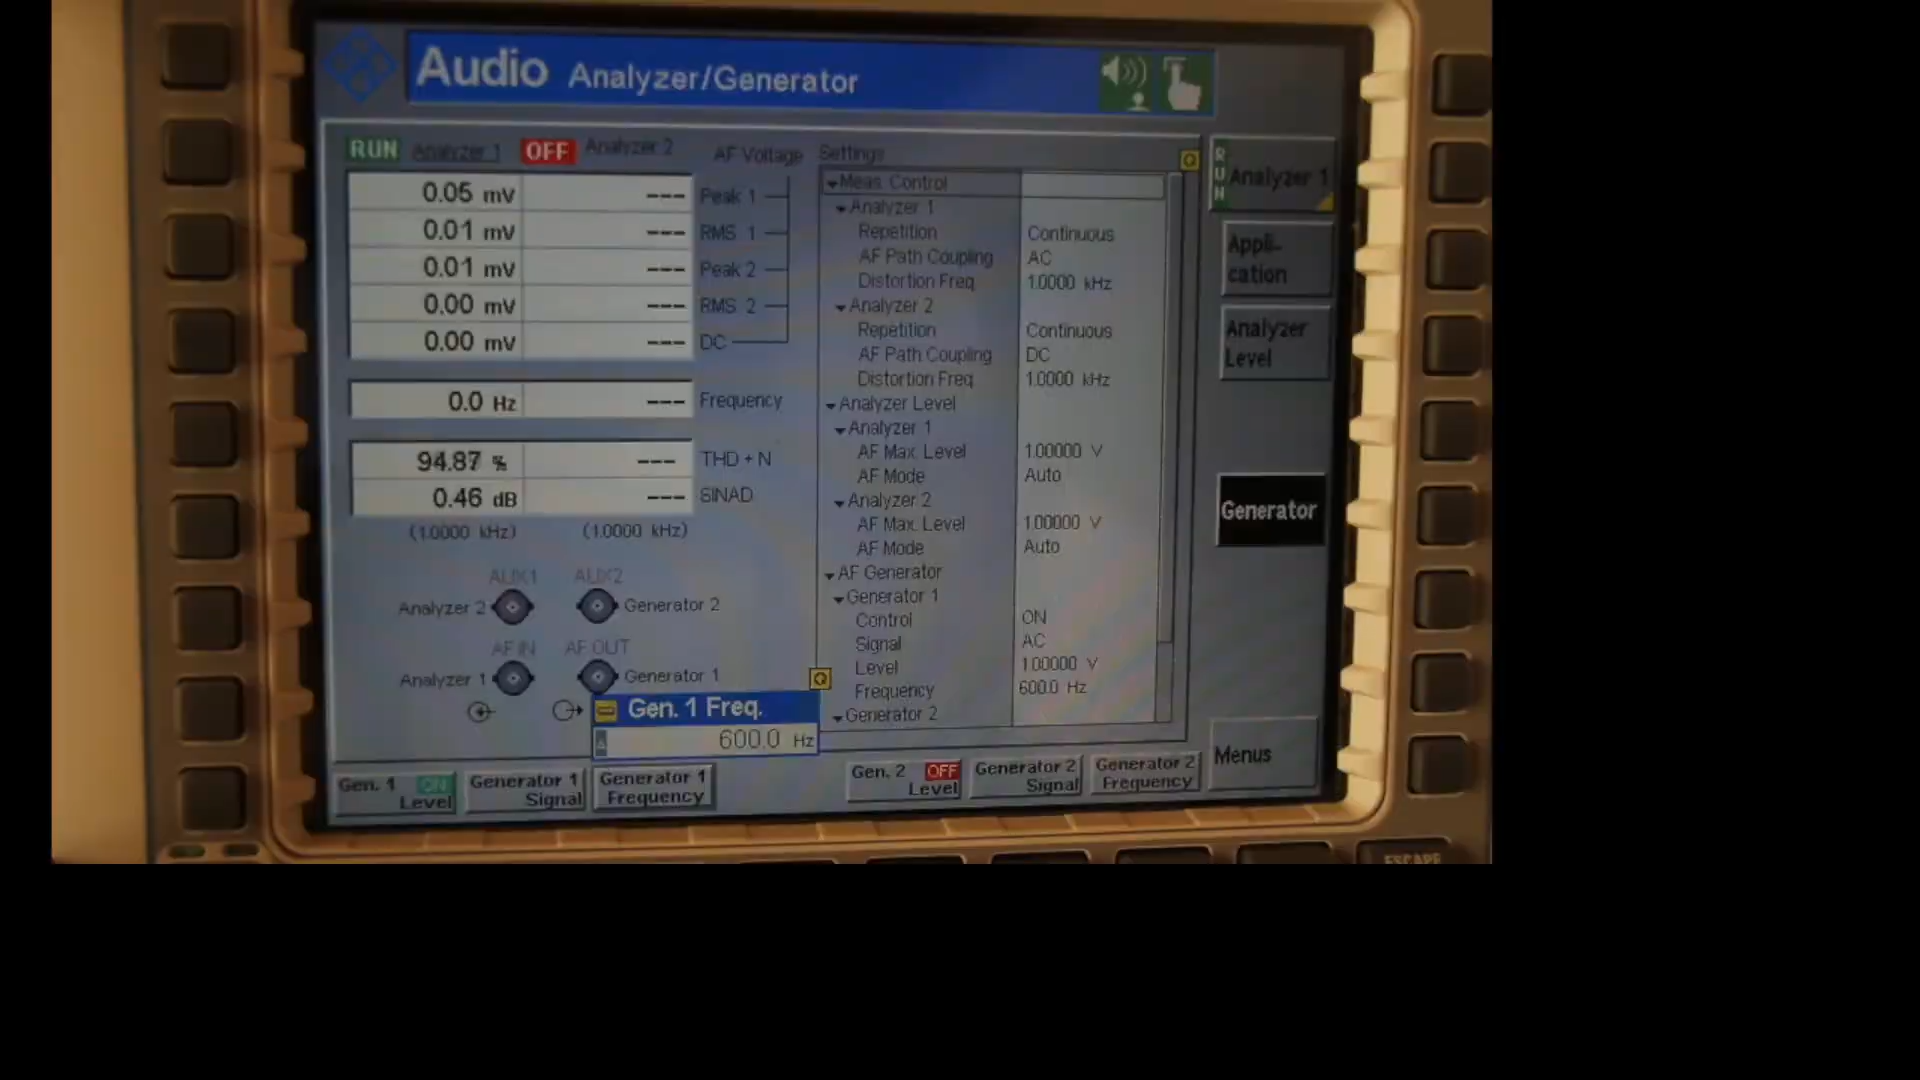 Audio Analyzer/Generator
RUN Analyzer 1 OFF Analyzer 2 AF Voltage
0.05 mV --- Peak 1
0.01 mV --- RMS 1
0.01 mV --- Peak 2
0.00 mV --- RMS 2
0.00 mV --- DC
0.0 Hz --- Frequency
94.87 % --- THD + N
0.46 dB --- SINAD
(1.0000 kHz) (1.0000 kHz)
AUX1 AUX2
Analyzer 2 Generator 2
AF IN AF OUT
Analyzer 1 Generator 1
Gen. 1 Freq.
600.0 Hz
Settings
Q
Meas. Control
Analyzer 1
Repetition Continuous
AF Path Coupling AC
Distortion Freq 1.0000 kHz
Analyzer 2
Repetition Continuous
AF Path Coupling DC
Distortion Freq 1.0000 kHz
Analyzer Level
Analyzer 1
AF Max. Level 1.00000 V
AF Mode Auto
Analyzer 2
AF Max. Level 1.00000 V
AF Mode Auto
AF Generator
Generator 1
Control ON
Signal AC
Level 1.00000 V
Q
Frequency 600.0 Hz
Generator 2
RUN
Analyzer 1
Appli-
cation
Analyzer
Level
Generator
Menus
Gen. 1 ON
Level
Generator 1
Signal
Generator 1
Frequency
Gen. 2 OFF
Level
Generator 2
Signal
Generator 2
Frequency
ESCAPE